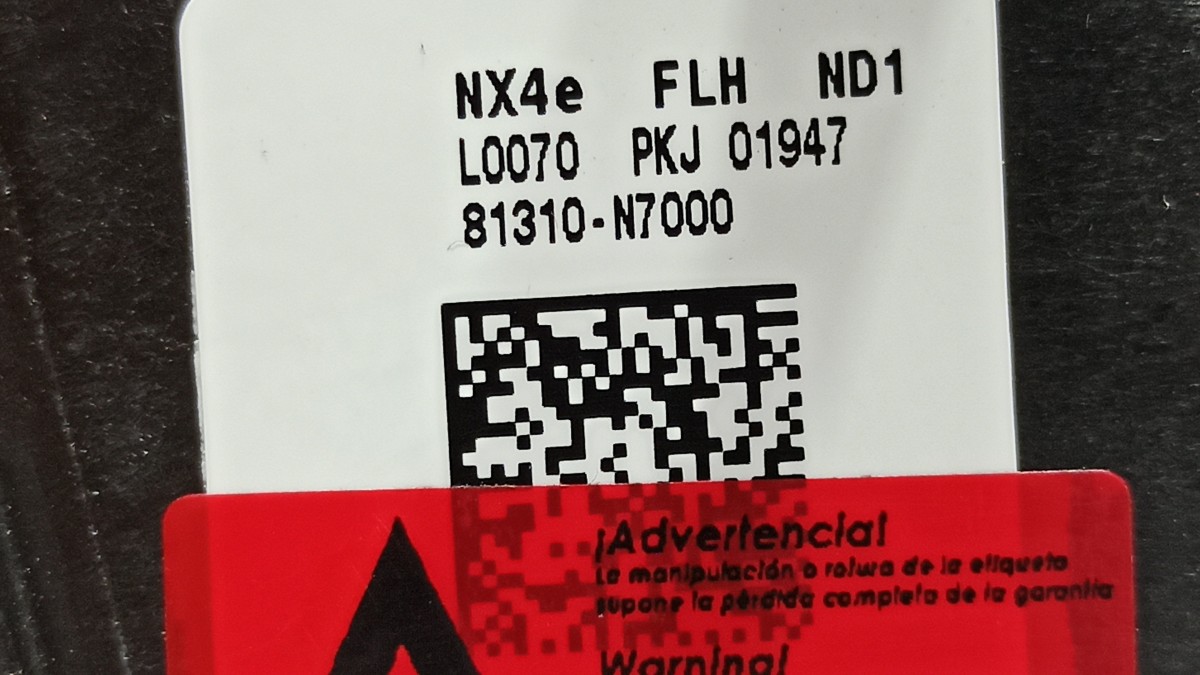 NX4e FLH ND1
L0070 PKJ 01947
81310-N7000
¡Advertencia!
La manipulación o rotura de la etiqueta
supone la pérdida completa de la garantía
Warning!